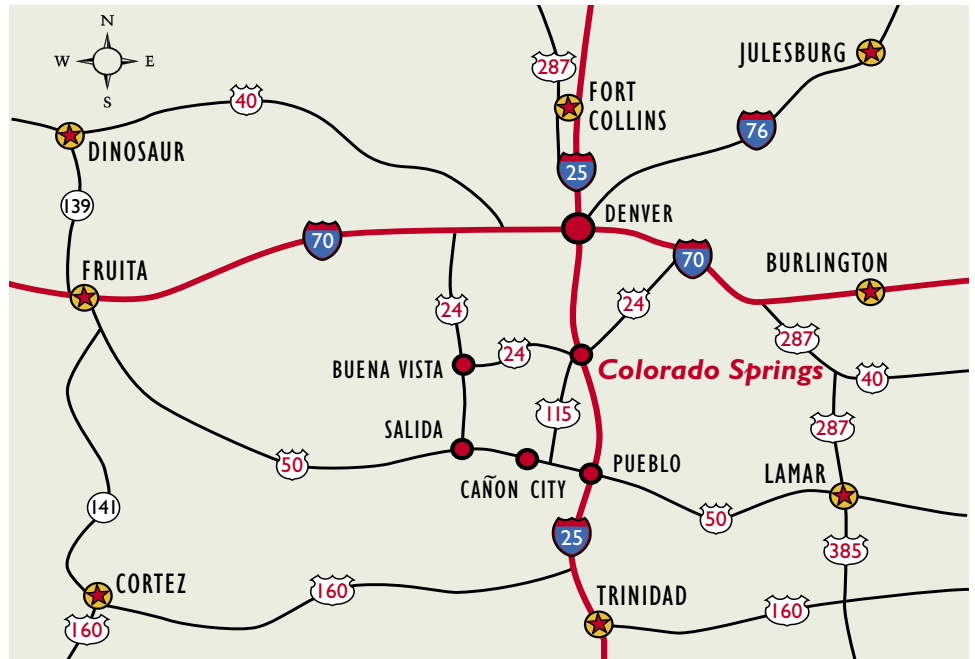 N
W E
S
287
JULESBURG
40
FORT
COLLINS
76
DINOSAUR
25
139
DENVER
70
70
FRUITA
BURLINGTON
24
24
287
24
BUENA VISTA
Colorado Springs
40
115
287
SALIDA
50
CAÑON CITY
PUEBLO
LAMAR
141
50
25
385
CORTEZ
160
TRINIDAD
160
160